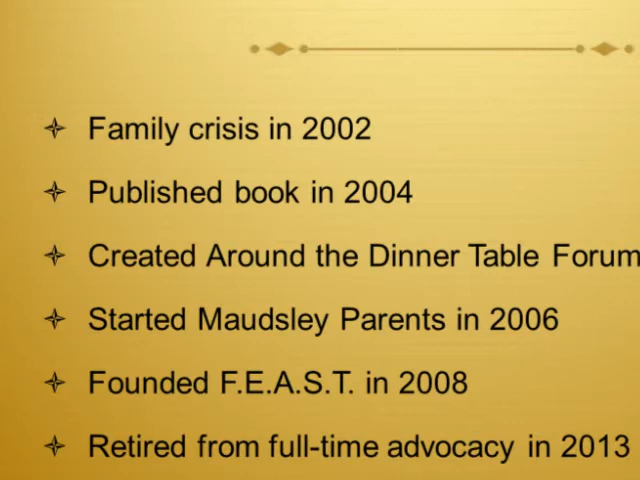 Family crisis in 2002
Published book in 2004
Created Around the Dinner Table Forum
Started Maudsley Parents in 2006
Founded F.E.A.S.T. in 2008
Retired from full-time advocacy in 2013